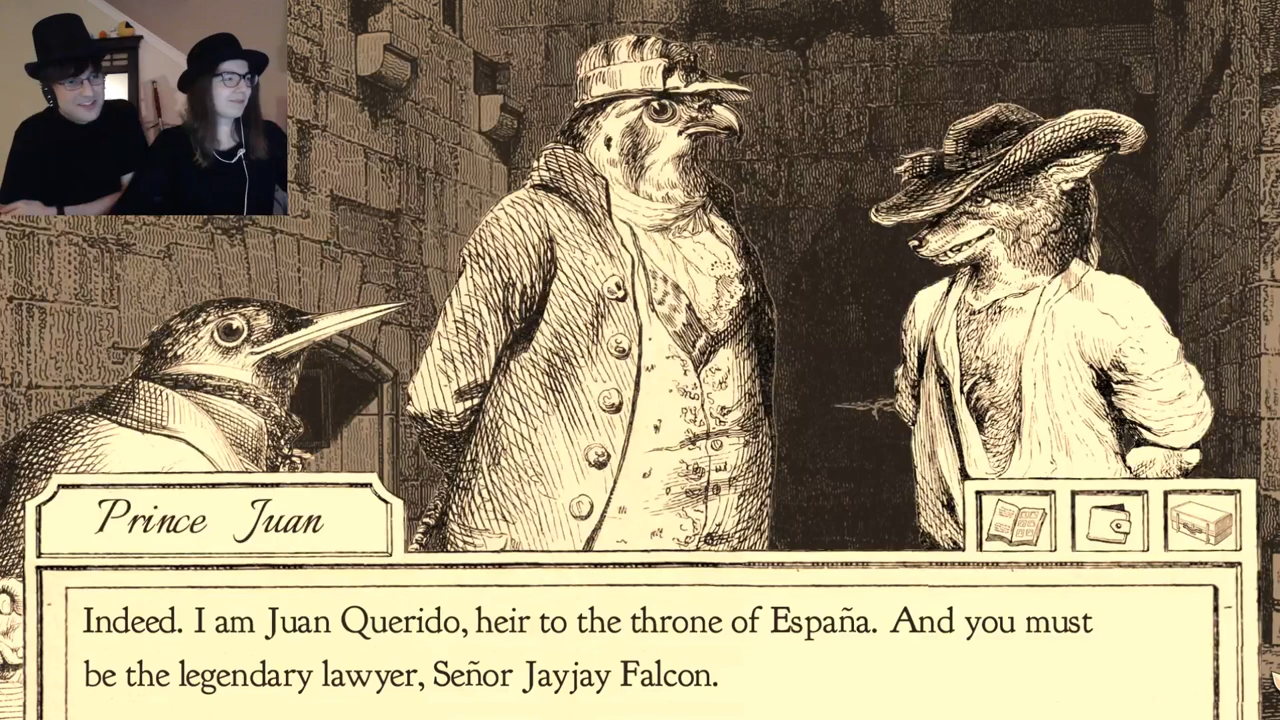 Prince Juan
Indeed. I am Juan Querido, heir to the throne of España. And you must
be the legendary lawyer, Señor Jayjay Falcon.